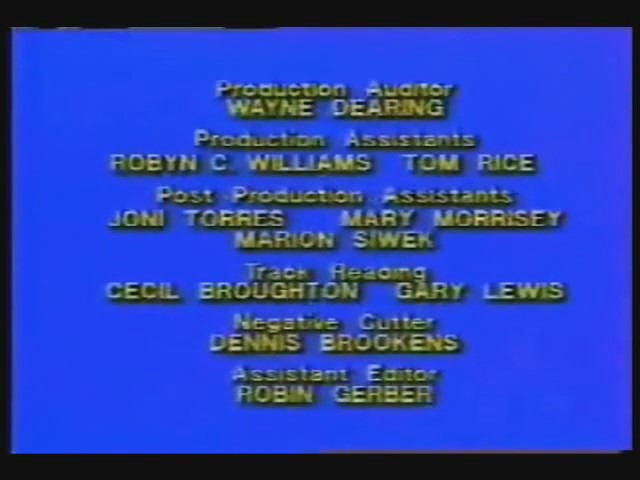 Production Auditor
WAYNE DEARING
Production Assistants
ROBYN C. WILLIAMS TOM RICE
Post Production Assistants
JONI TORRES MARY MORRISEY
MARION SIWEK
Track Reading
CECIL BROUGHTON GARY LEWIS
Negative Cutter
DENNIS BROOKENS
Assistant Editor
ROBIN GERBER